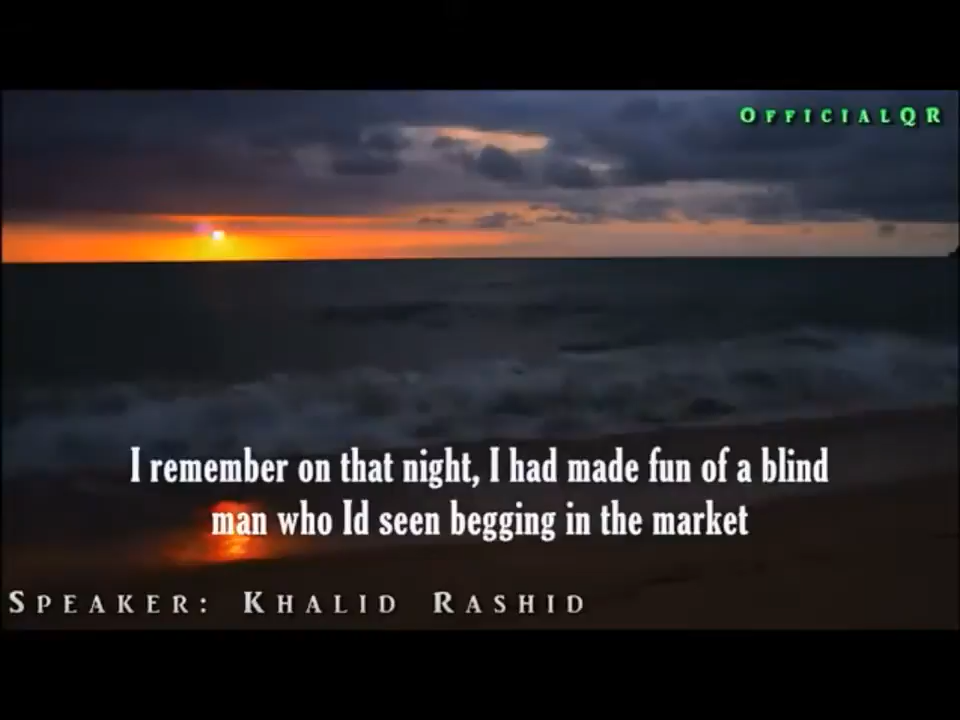 OFFICIALQR
I remember on that night, I had made fun of a blind
man who Id seen begging in the market
SPEAKER: KHALID RASHID